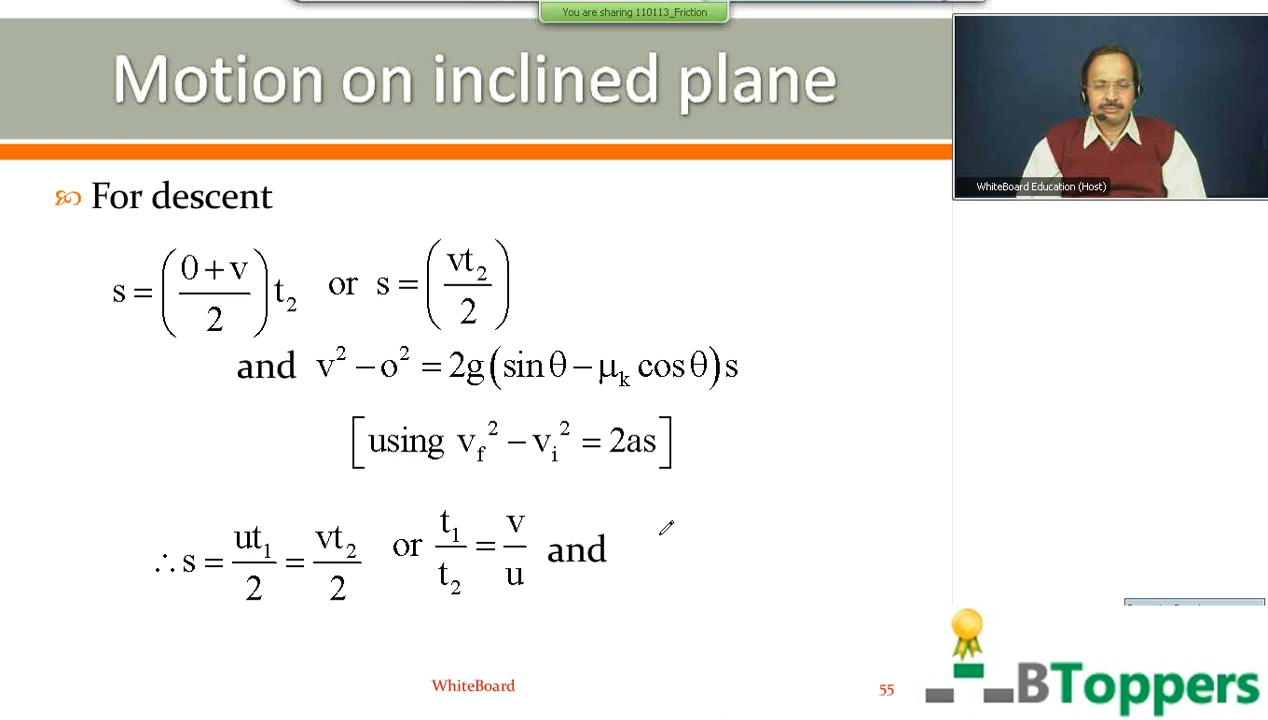 You are sharing 110113_Friction
Motion on inclined plane
WhiteBoard Education (Host)
For descent
s = ( (0 + v) / 2 ) t₂ or s = ( vt₂ / 2 )
and v² − o² = 2g(sin θ − μₖ cos θ)s
[using v_f² − v_i² = 2as]
∴ s = ut₁ / 2 = vt₂ / 2 or t₁ / t₂ = v / u and
WhiteBoard
55
BToppers